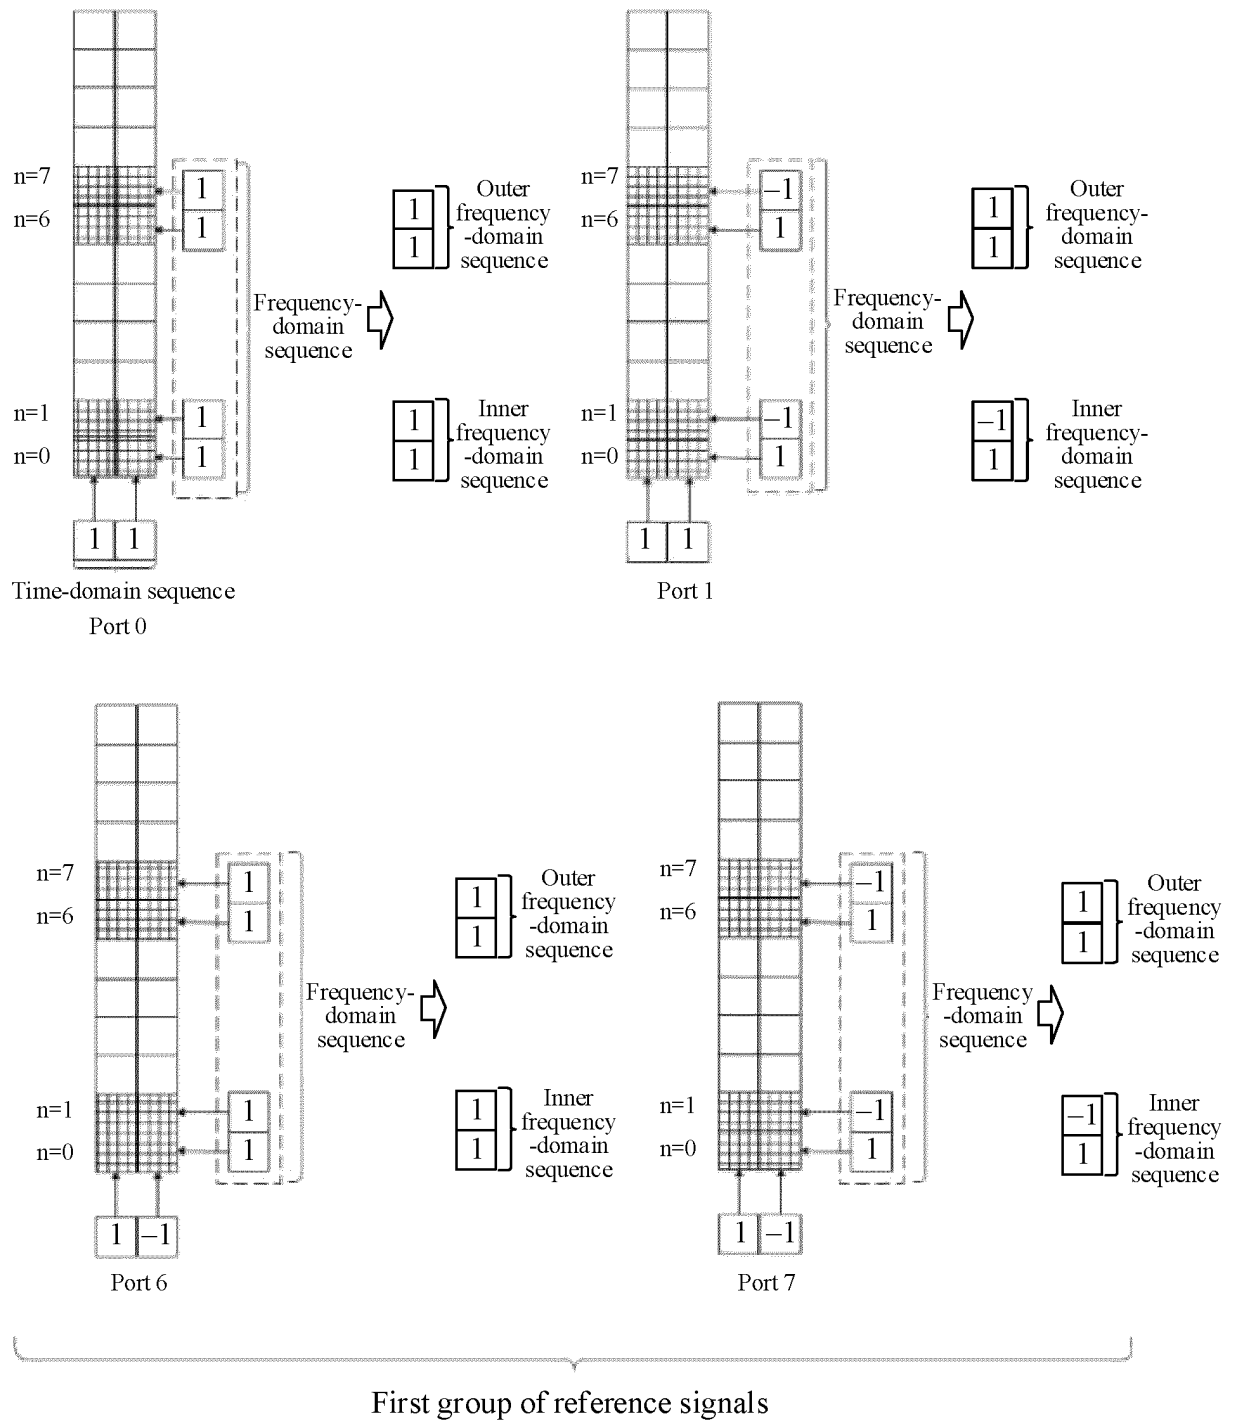 n=7
n=6
n=1
n=0
1
1
1
1
Frequency-
domain
sequence
1
1
Outer
frequency
-domain
sequence
1
1
Inner
frequency
-domain
sequence
1 1
Time-domain sequence
Port 0
n=7
n=6
n=1
n=0
−1
1
−1
1
Frequency-
domain
sequence
1
1
Outer
frequency-
domain
sequence
−1
1
Inner
frequency-
domain
sequence
1 1
Port 1
n=7
n=6
n=1
n=0
1
1
1
1
Frequency-
domain
sequence
1
1
Outer
frequency
-domain
sequence
1
1
Inner
frequency
-domain
sequence
1 −1
Port 6
n=7
n=6
n=1
n=0
−1
1
−1
1
Frequency
-domain
sequence
1
1
Outer
frequency
-domain
sequence
−1
1
Inner
frequency
-domain
sequence
1 −1
Port 7
First group of reference signals